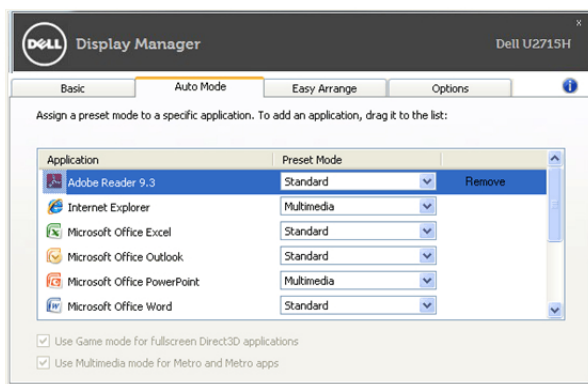 DELL Display Manager Dell U2715H
Basic Auto Mode Easy Arrange Options
Assign a preset mode to a specific application. To add an application, drag it to the list:
Application Preset Mode
Adobe Reader 9.3 Standard Remove
Internet Explorer Multimedia
Microsoft Office Excel Standard
Microsoft Office Outlook Standard
Microsoft Office PowerPoint Multimedia
Microsoft Office Word Standard
Use Game mode for fullscreen Direct3D applications
Use Multimedia mode for Metro and Metro apps